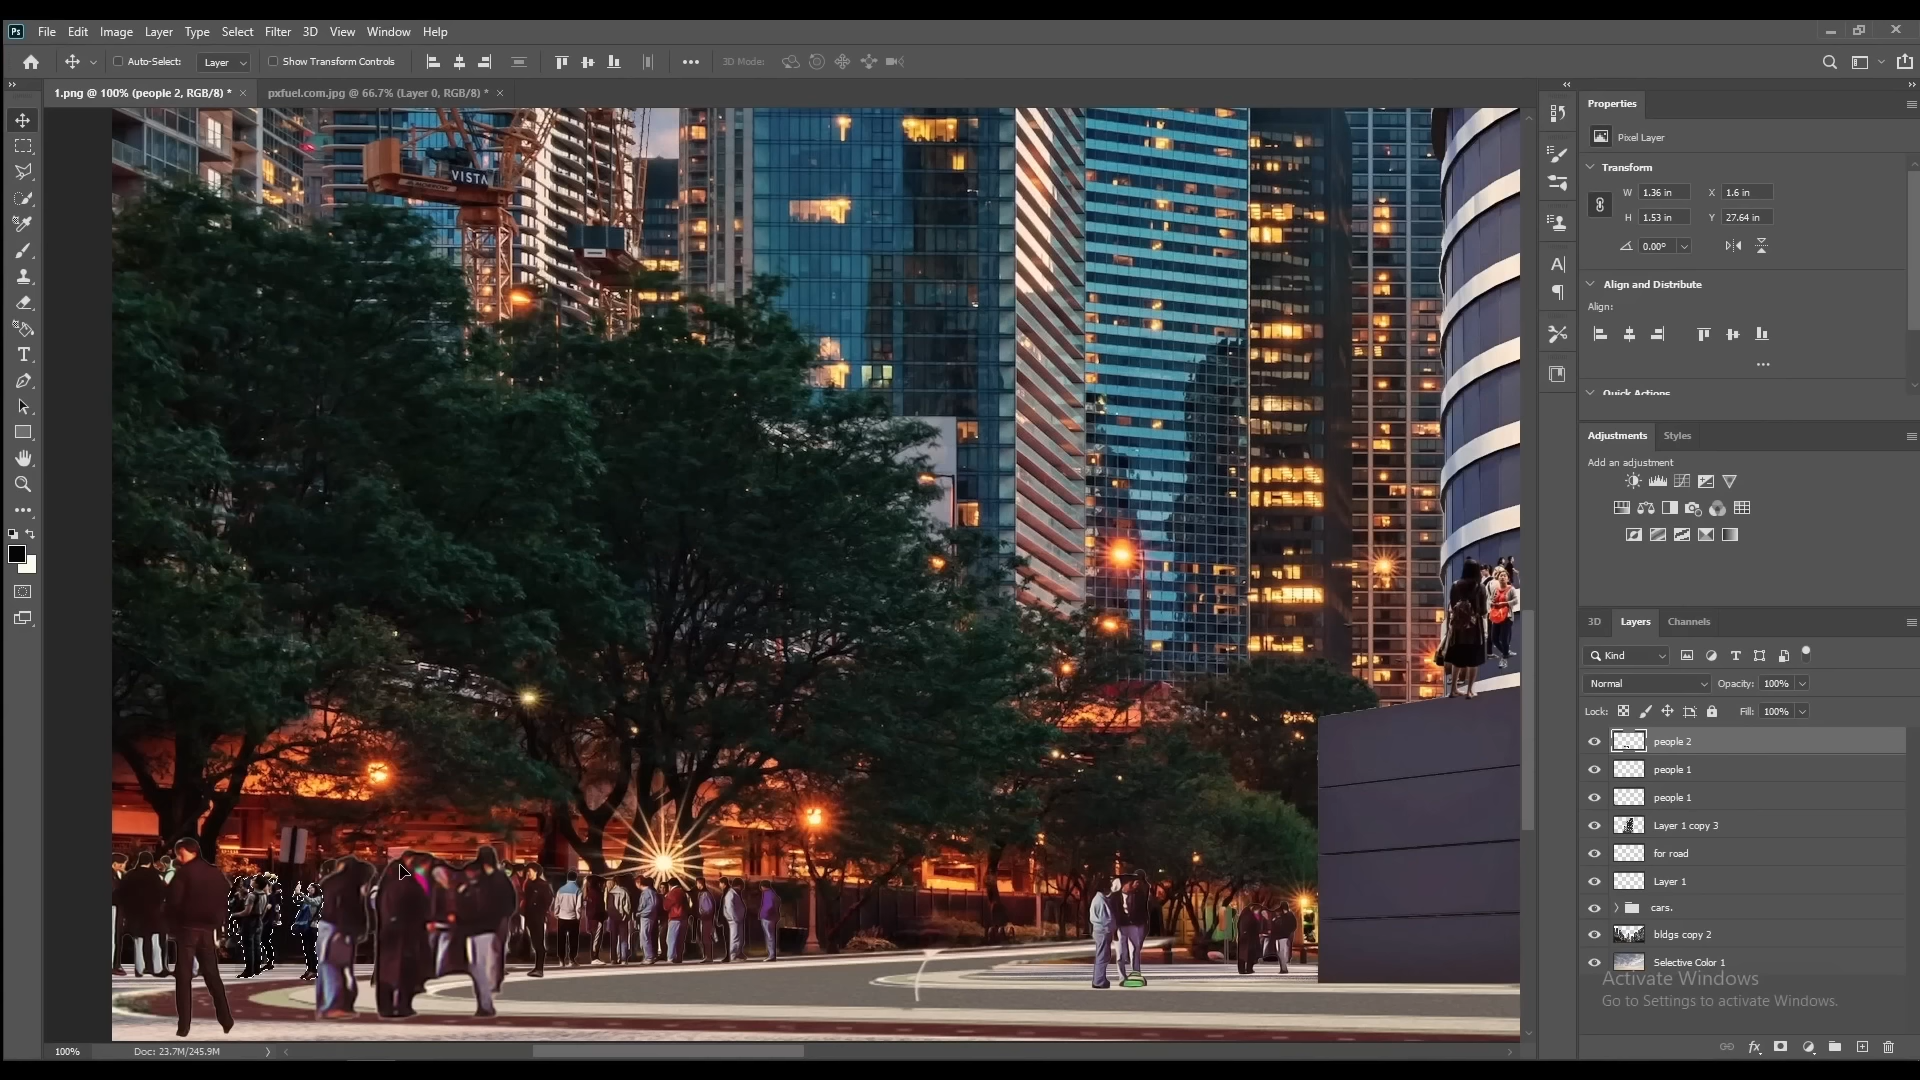 Ps File Edit Image Layer Type Select Filter 3D View Window Help
Auto-Select: Layer Show Transform Controls 3D Mode:
1.png @ 100% (people 2, RGB/8) * pxfuel.com.jpg @ 66.7% (Layer 0, RGB/8) *
VISTA
Properties
Pixel Layer
Transform
W 1.36 in X 1.6 in
H 1.53 in Y 27.64 in
0.00°
Align and Distribute
Align:
Quick Actions
Adjustments Styles
Add an adjustment
3D Layers Channels
Kind
Normal Opacity: 100%
Lock: Fill: 100%
people 2
people 1
people 1
Layer 1 copy 3
for road
Layer 1
cars.
bldgs copy 2
Selective Color 1
Activate Windows
Go to Settings to activate Windows.
100% Doc: 23.7M/245.9M